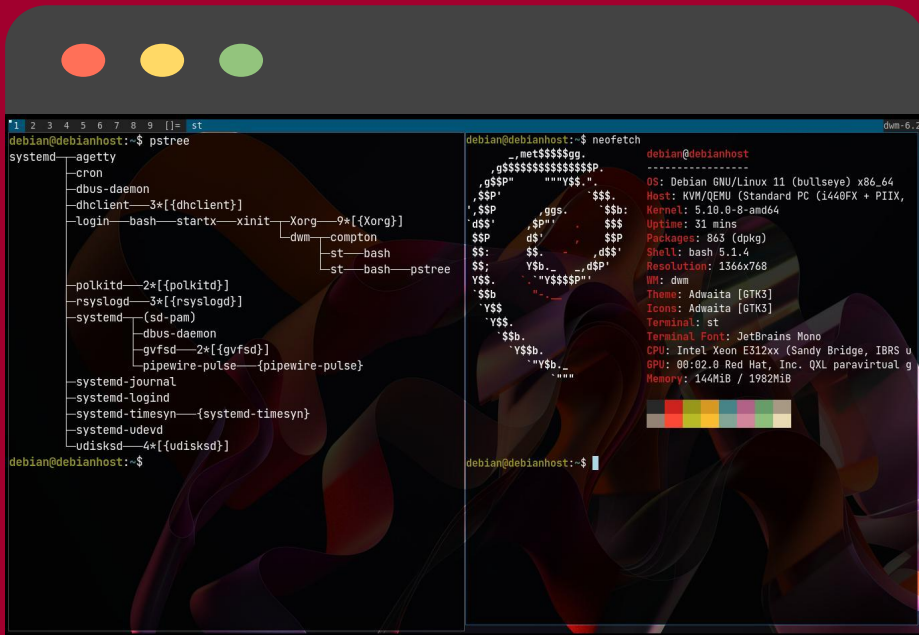 1 2 3 4 5 6 7 8 9 []= st dwm-6.2
debian@debianhost:~$ pstree
systemd─┬─agetty
├─cron
├─dbus-daemon
├─dhclient───3*[{dhclient}]
├─login───bash───startx───xinit─┬─Xorg───9*[{Xorg}]
└─dwm─┬─compton
├─st───bash
└─st───bash───pstree
├─polkitd───2*[{polkitd}]
├─rsyslogd───3*[{rsyslogd}]
├─systemd─┬─(sd-pam)
├─dbus-daemon
├─gvfsd───2*[{gvfsd}]
└─pipewire-pulse───{pipewire-pulse}
├─systemd-journal
├─systemd-logind
├─systemd-timesyn───{systemd-timesyn}
├─systemd-udevd
└─udisksd───4*[{udisksd}]
debian@debianhost:~$
debian@debianhost:~$ neofetch
debian@debianhost
-----------------
OS: Debian GNU/Linux 11 (bullseye) x86_64
Host: KVM/QEMU (Standard PC (i440FX + PIIX,
Kernel: 5.10.0-8-amd64
Uptime: 31 mins
Packages: 863 (dpkg)
Shell: bash 5.1.4
Resolution: 1366x768
WM: dwm
Theme: Adwaita [GTK3]
Icons: Adwaita [GTK3]
Terminal: st
Terminal Font: JetBrains Mono
CPU: Intel Xeon E312xx (Sandy Bridge, IBRS u
GPU: 00:02.0 Red Hat, Inc. QXL paravirtual g
Memory: 144MiB / 1982MiB
debian@debianhost:~$